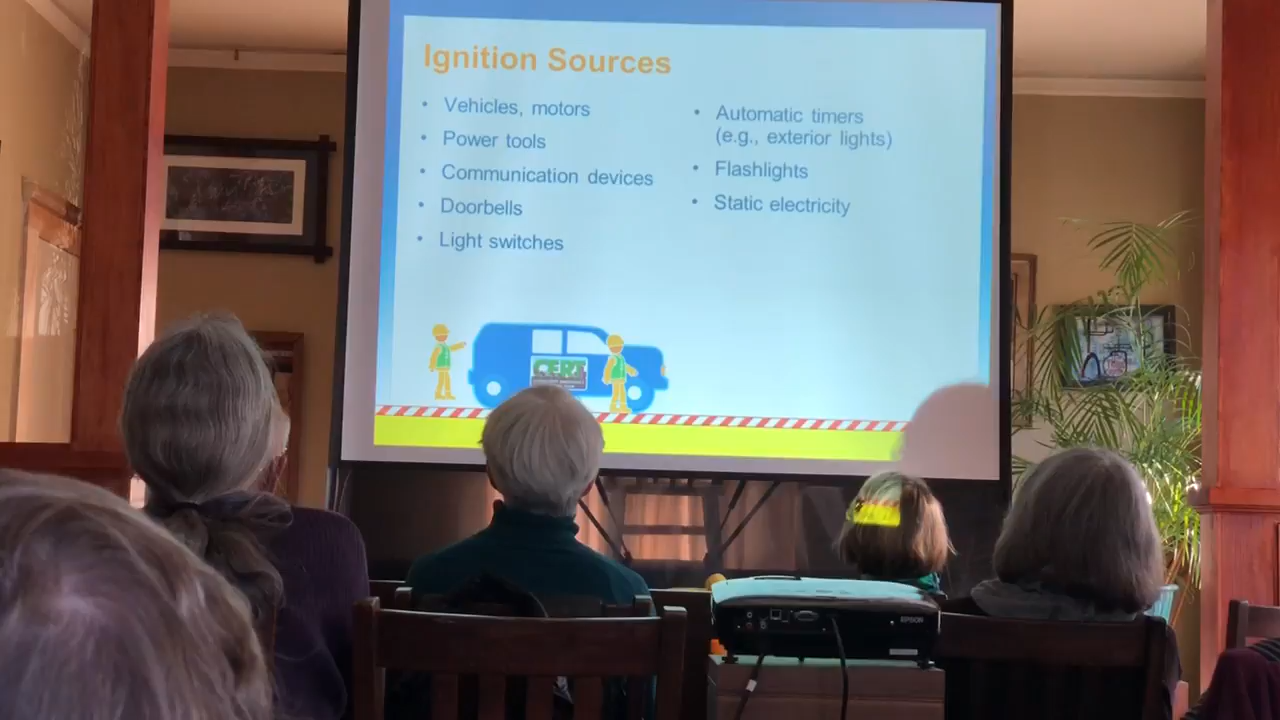 Ignition Sources
• Vehicles, motors
• Power tools
• Communication devices
• Doorbells
• Light switches
• Automatic timers
(e.g., exterior lights)
• Flashlights
• Static electricity
CERT
EPSON